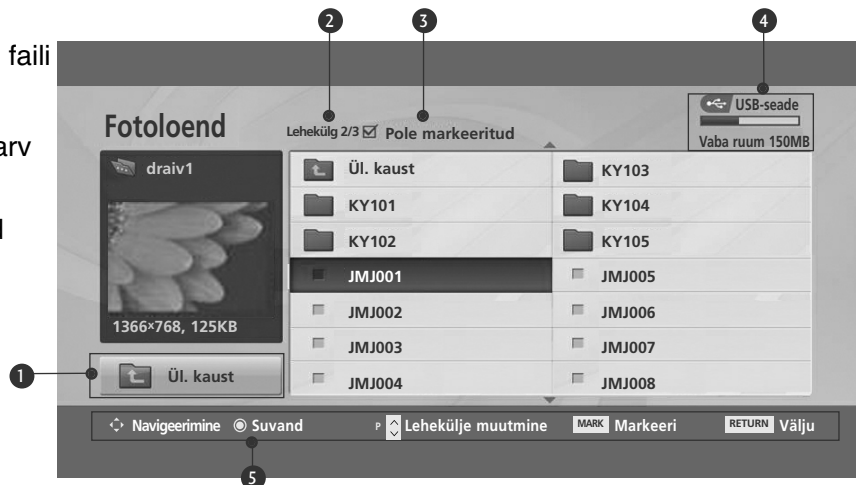 2
3
4
faili
arv
Fotoloend
Lehekülg 2/3
Pole markeeritud
USB-seade
Vaba ruum 150MB
draiv1
1366×768, 125KB
Ül. kaust
KY103
KY101
KY104
KY102
KY105
JMJ001
JMJ005
JMJ002
JMJ006
JMJ003
JMJ007
JMJ004
JMJ008
1
Ül. kaust
Navigeerimine
Suvand
P
Lehekülje muutmine
MARK Markeeri
RETURN Välju
5